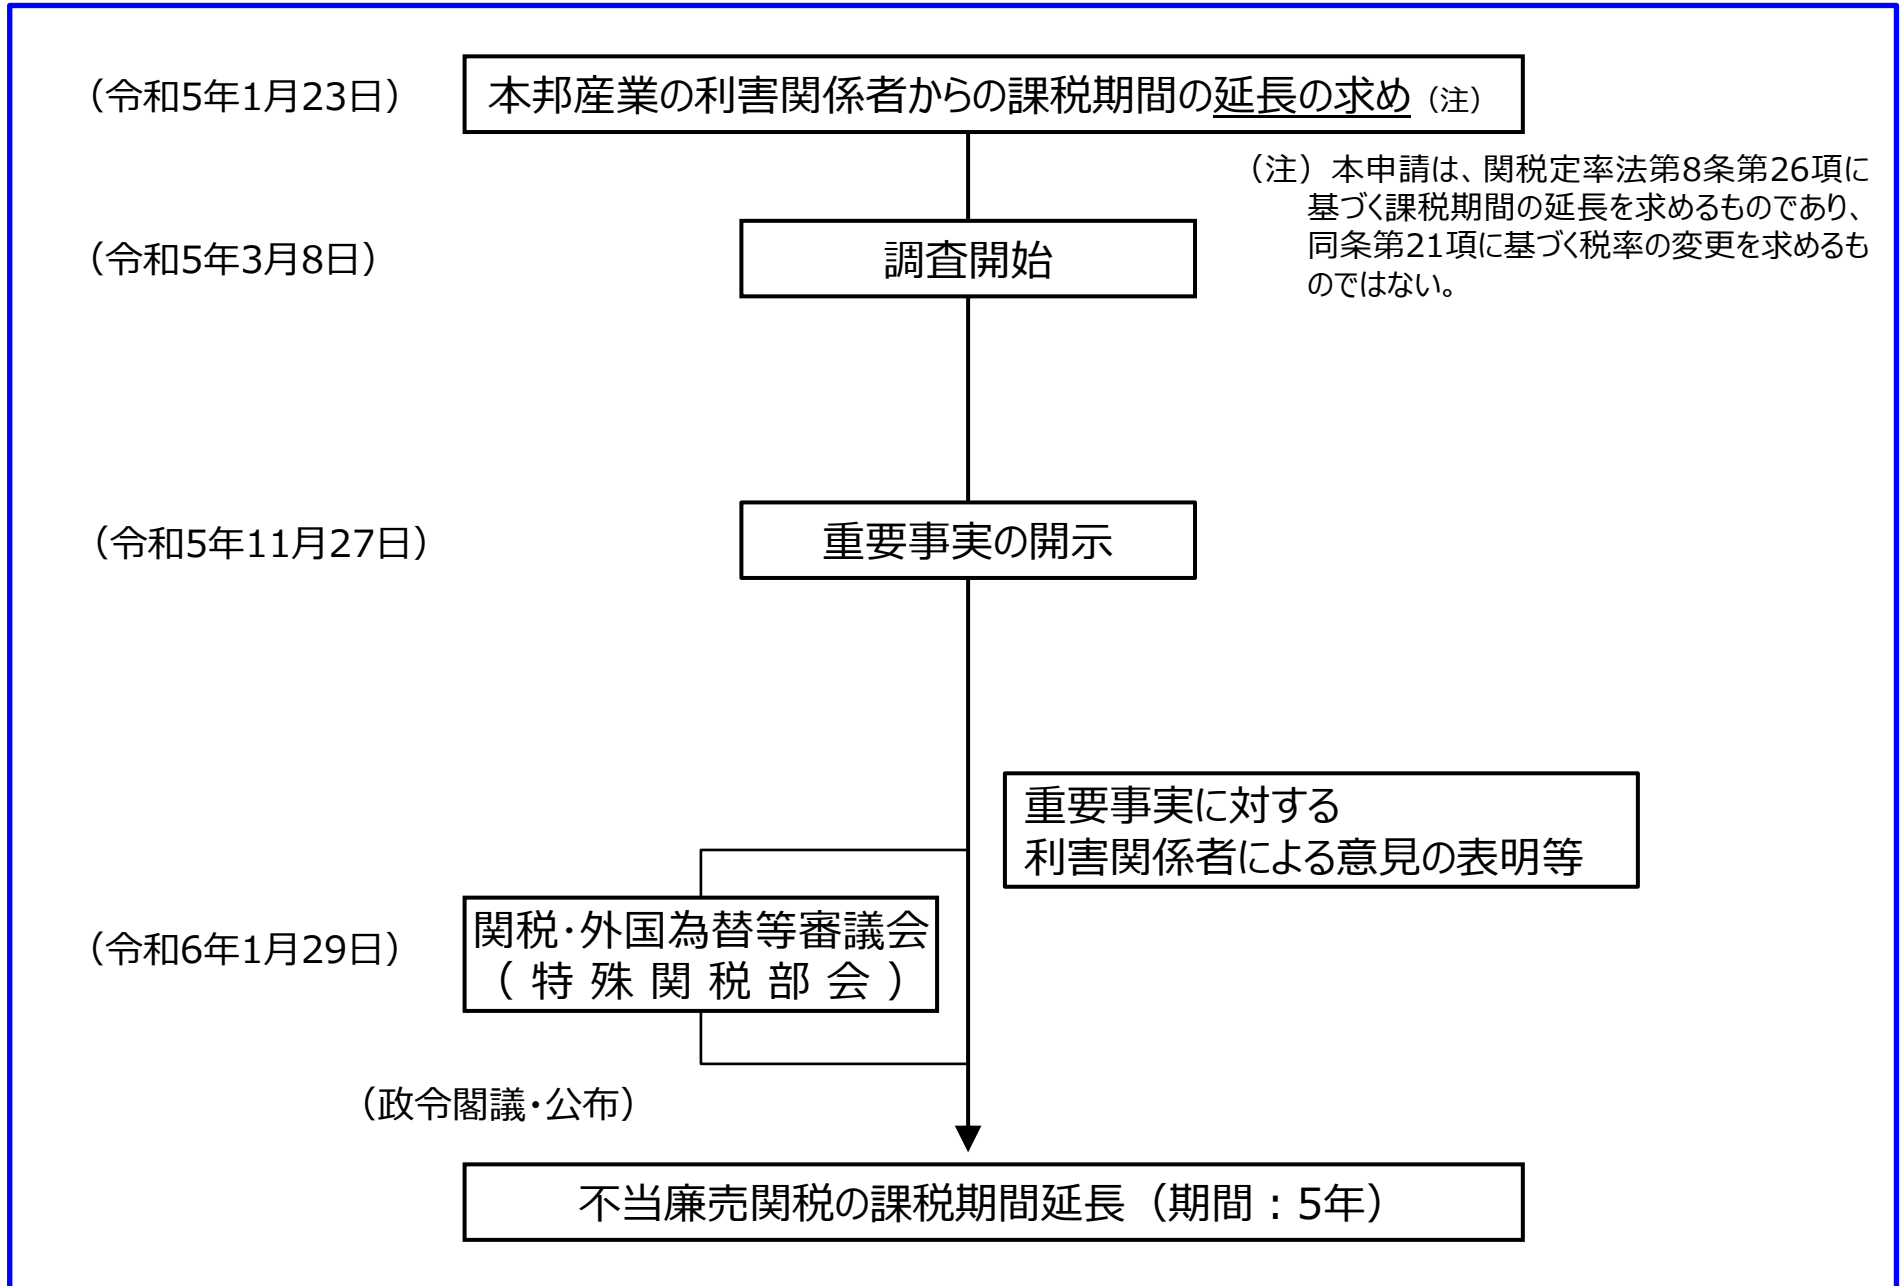 （令和5年1月23日）
本邦産業の利害関係者からの課税期間の延長の求め（注）
（注）本申請は、関税定率法第8条第26項に
基づく課税期間の延長を求めるものであり、
同条第21項に基づく税率の変更を求めるも
のではない。
（令和5年3月8日）
調査開始
（令和5年11月27日）
重要事実の開示
重要事実に対する
利害関係者による意見の表明等
（令和6年1月29日）
関税・外国為替等審議会
（ 特 殊 関 税 部 会 ）
（政令閣議・公布）
不当廉売関税の課税期間延長（期間：5年）